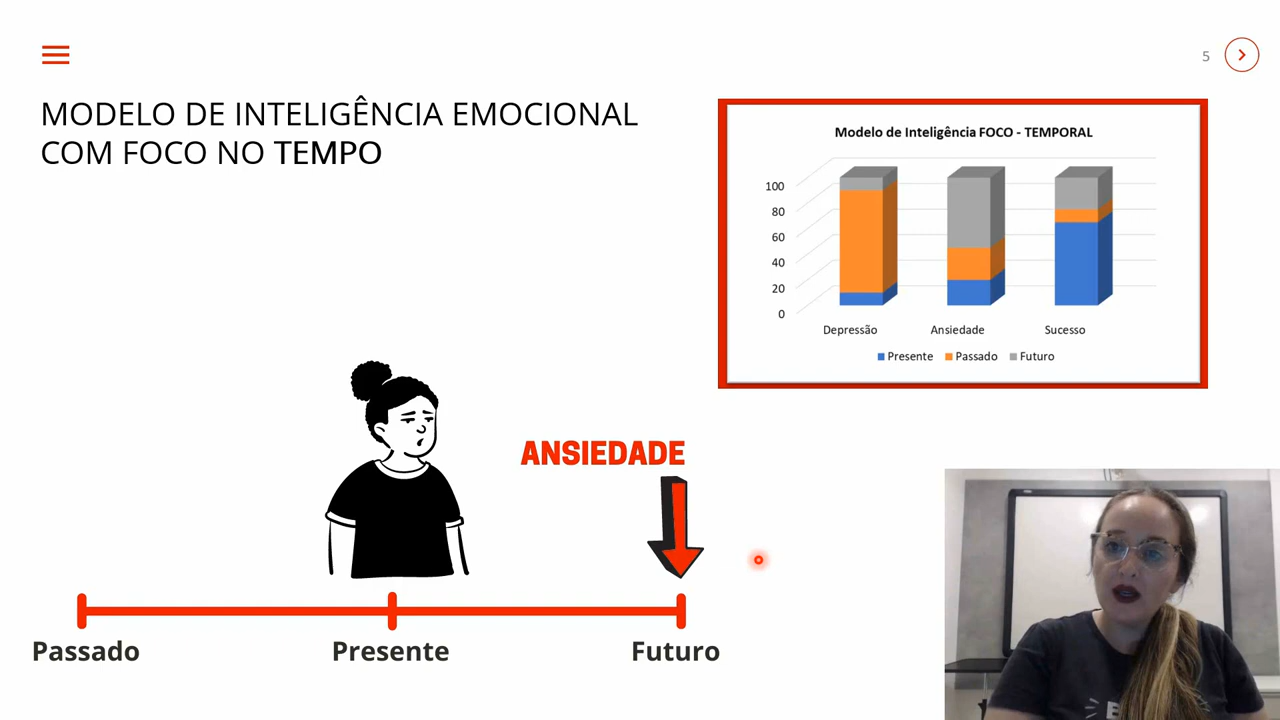 5
MODELO DE INTELIGÊNCIA EMOCIONAL
COM FOCO NO TEMPO
Modelo de Inteligência FOCO - TEMPORAL
100
80
60
40
20
0
Depressão Ansiedade Sucesso
Presente Passado Futuro
ANSIEDADE
Passado Presente Futuro